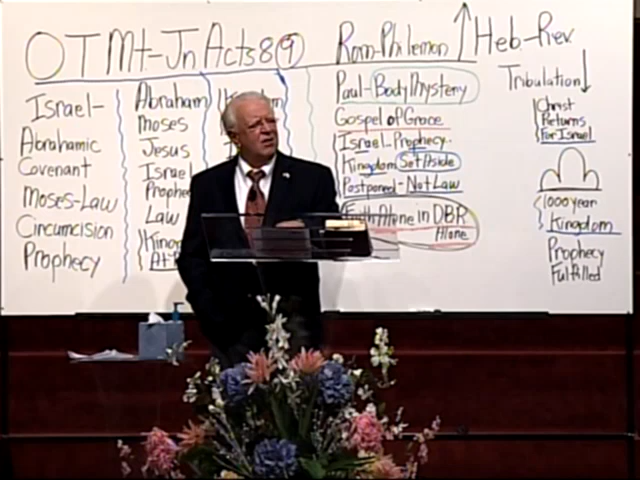 OT Mt-Jn Acts 8 9 Rom-Philemon Heb-Rev.
Israel-
Abrahamic
Covenant
Moses-Law
Circumcision
Prophecy
Abraham
Moses
Jesus
Israel
Law
Paul-Body Mystery
Gospel of Grace
Israel-Prophecy
Kingdom Set Aside
Postponed-Not Law
Faith Alone in DBR
Alone
Tribulation
Christ
Returns
For Israel
1000 year
Kingdom
Prophecy
Fulfilled